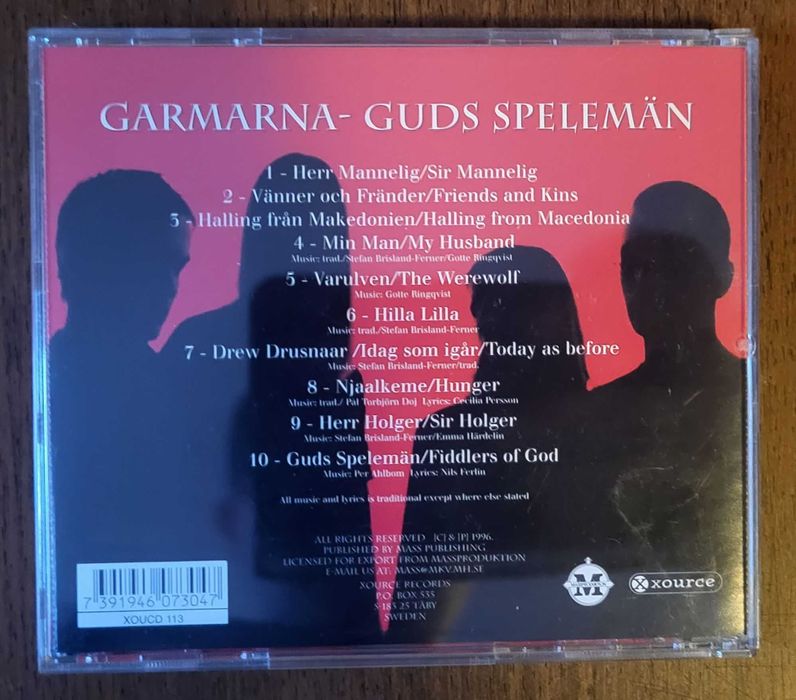 GARMARNA- GUDS SPELEMÄN
1 - Herr Mannelig/Sir Mannelig
2 - Vänner och Fränder/Friends and Kins
3 - Halling från Makedonien/Halling from Macedonia
4 - Min Man/My Husband
Music: trad./Stefan Brisland-Ferner/Gotte Ringqvist
5 - Varulven/The Werewolf
Music: Gotte Ringqvist
6 - Hilla Lilla
Music: trad./Stefan Brisland-Ferner
7 - Drew Drusnaar /Idag som igår/Today as before
Music: Stefan Brisland-Ferner/trad.
8 - Njaalkeme/Hunger
Music: trad./ Pål Torbjörn Doj Lyrics: Cecilia Persson
9 - Herr Holger/Sir Holger
Music: Stefan Brisland-Ferner/Emma Härdelin
10 - Guds Spelemän/Fiddlers of God
Music: Per Ahlbom Lyrics: Nils Ferlin
All music and lyrics is traditional except where else stated
ALL RIGHTS RESERVED [C] & [P] 1996.
PUBLISHED BY MASS PUBLISHING
LICENSED FOR EXPORT FROM MASSPRODUKTION
E-MAIL US AT: MASS@MKV.MH.SE
XOURCE RECORDS
P.O. BOX 535
S-183 25 TÄBY
SWEDEN
7 391946 073047
XOUCD 113
M
xource